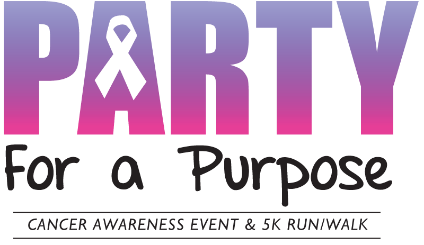 PARTY
For a Purpose
CANCER AWARENESS EVENT & 5K RUN/WALK